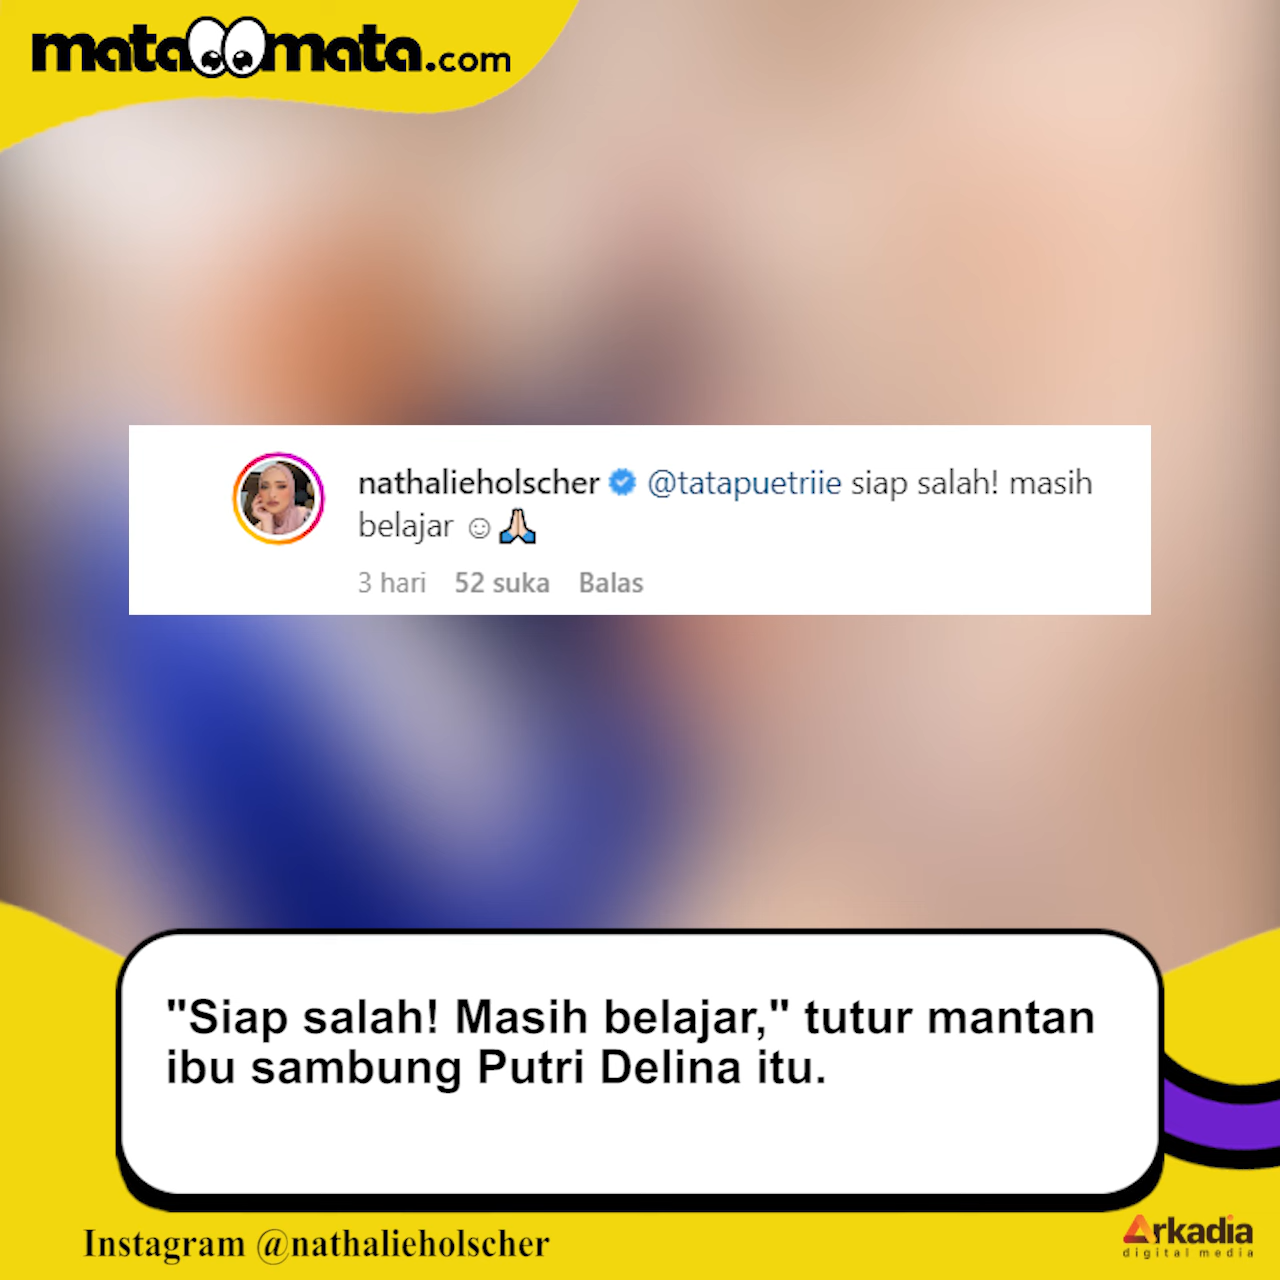 matamata.com
nathalieholscher @tatapuetriie siap salah! masih
belajar ☺🙏🏻
3 hari 52 suka Balas
"Siap salah! Masih belajar," tutur mantan
ibu sambung Putri Delina itu.
Instagram @nathalieholscher
Arkadia
digital media